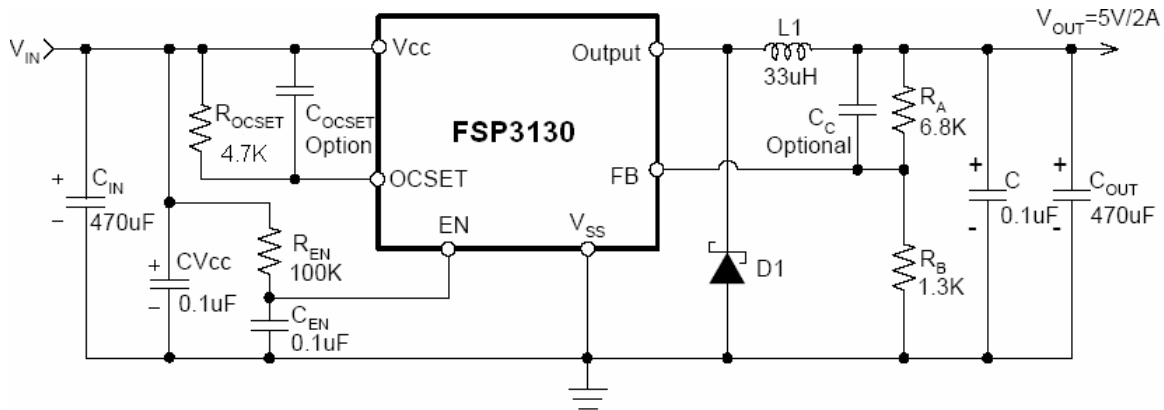 V_IN
Vcc
R_OCSET
4.7K
C_OCSET
Option
OCSET
FSP3130
EN
V_SS
Output
FB
L1
33uH
V_OUT=5V/2A
C_C
Optional
R_A
6.8K
+
C_IN
470uF
–
+
CVcc
0.1uF
–
R_EN
100K
C_EN
0.1uF
D1
R_B
1.3K
+
C
0.1uF
-
+
C_OUT
470uF
-